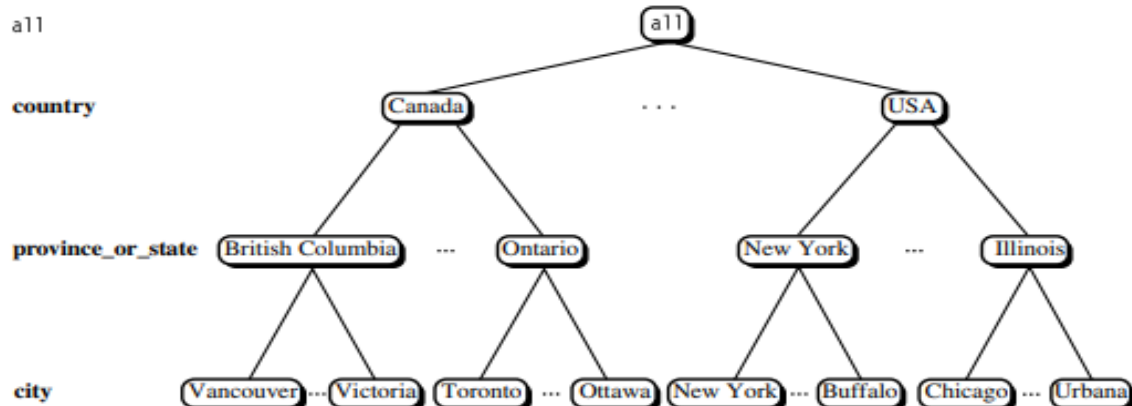 all all
country Canada ... USA
province_or_state British Columbia ... Ontario New York ... Illinois
city Vancouver ... Victoria Toronto ... Ottawa New York ... Buffalo Chicago ... Urbana